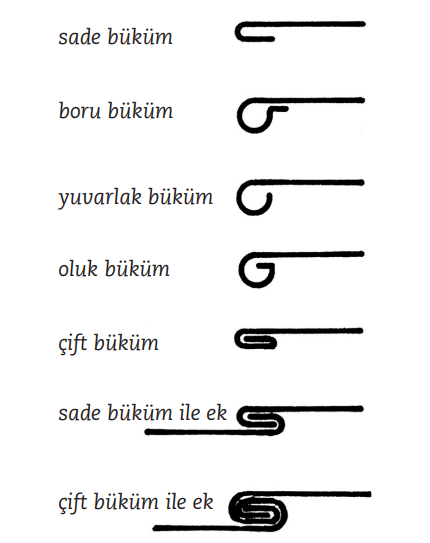 sade büküm
boru büküm
yuvarlak büküm
oluk büküm
çift büküm
sade büküm ile ek
çift büküm ile ek